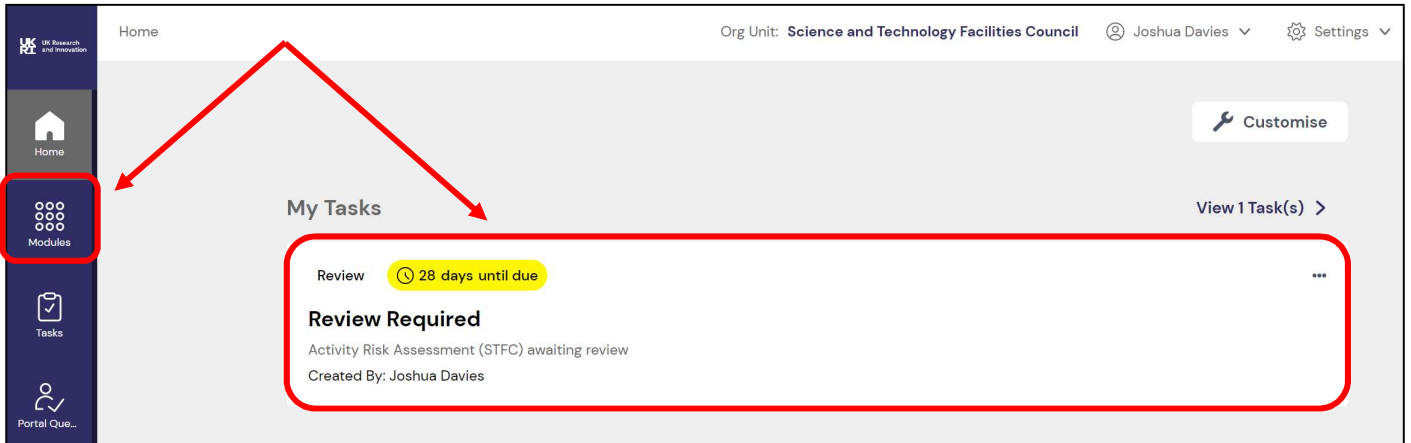 UK Research
and Innovation
Home
Org Unit: Science and Technology Facilities Council
Joshua Davies
Settings
Home
Customise
Modules
My Tasks
View 1 Task(s)
Review
28 days until due
Review Required
Activity Risk Assessment (STFC) awaiting review
Created By: Joshua Davies
Tasks
Portal Que...